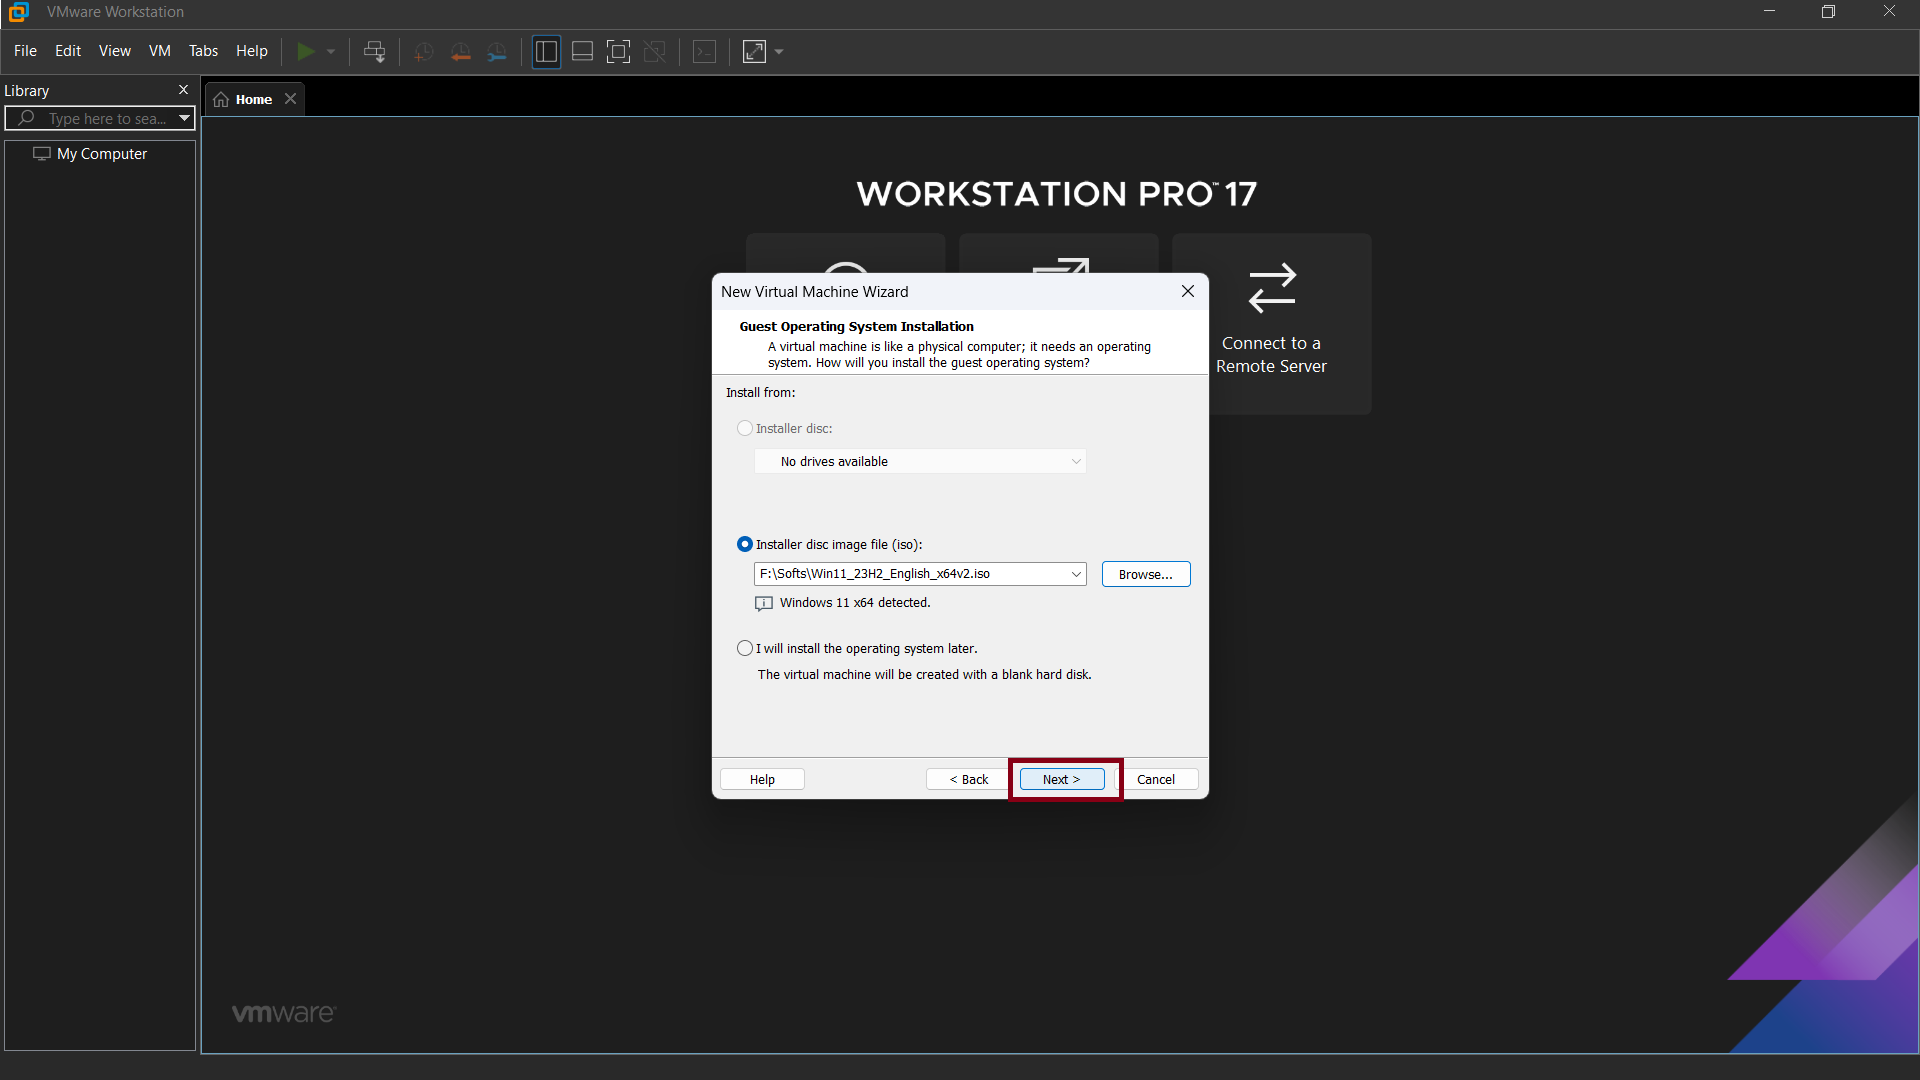 VMware Workstation
File Edit View VM Tabs Help
Library
Type here to sea...
My Computer
Home
WORKSTATION PRO™ 17
Connect to a
Remote Server
New Virtual Machine Wizard
Guest Operating System Installation
A virtual machine is like a physical computer; it needs an operating
system. How will you install the guest operating system?
Install from:
Installer disc:
No drives available
Installer disc image file (iso):
F:\Softs\Win11_23H2_English_x64v2.iso
Browse...
Windows 11 x64 detected.
I will install the operating system later.
The virtual machine will be created with a blank hard disk.
Help < Back Next > Cancel
vmware